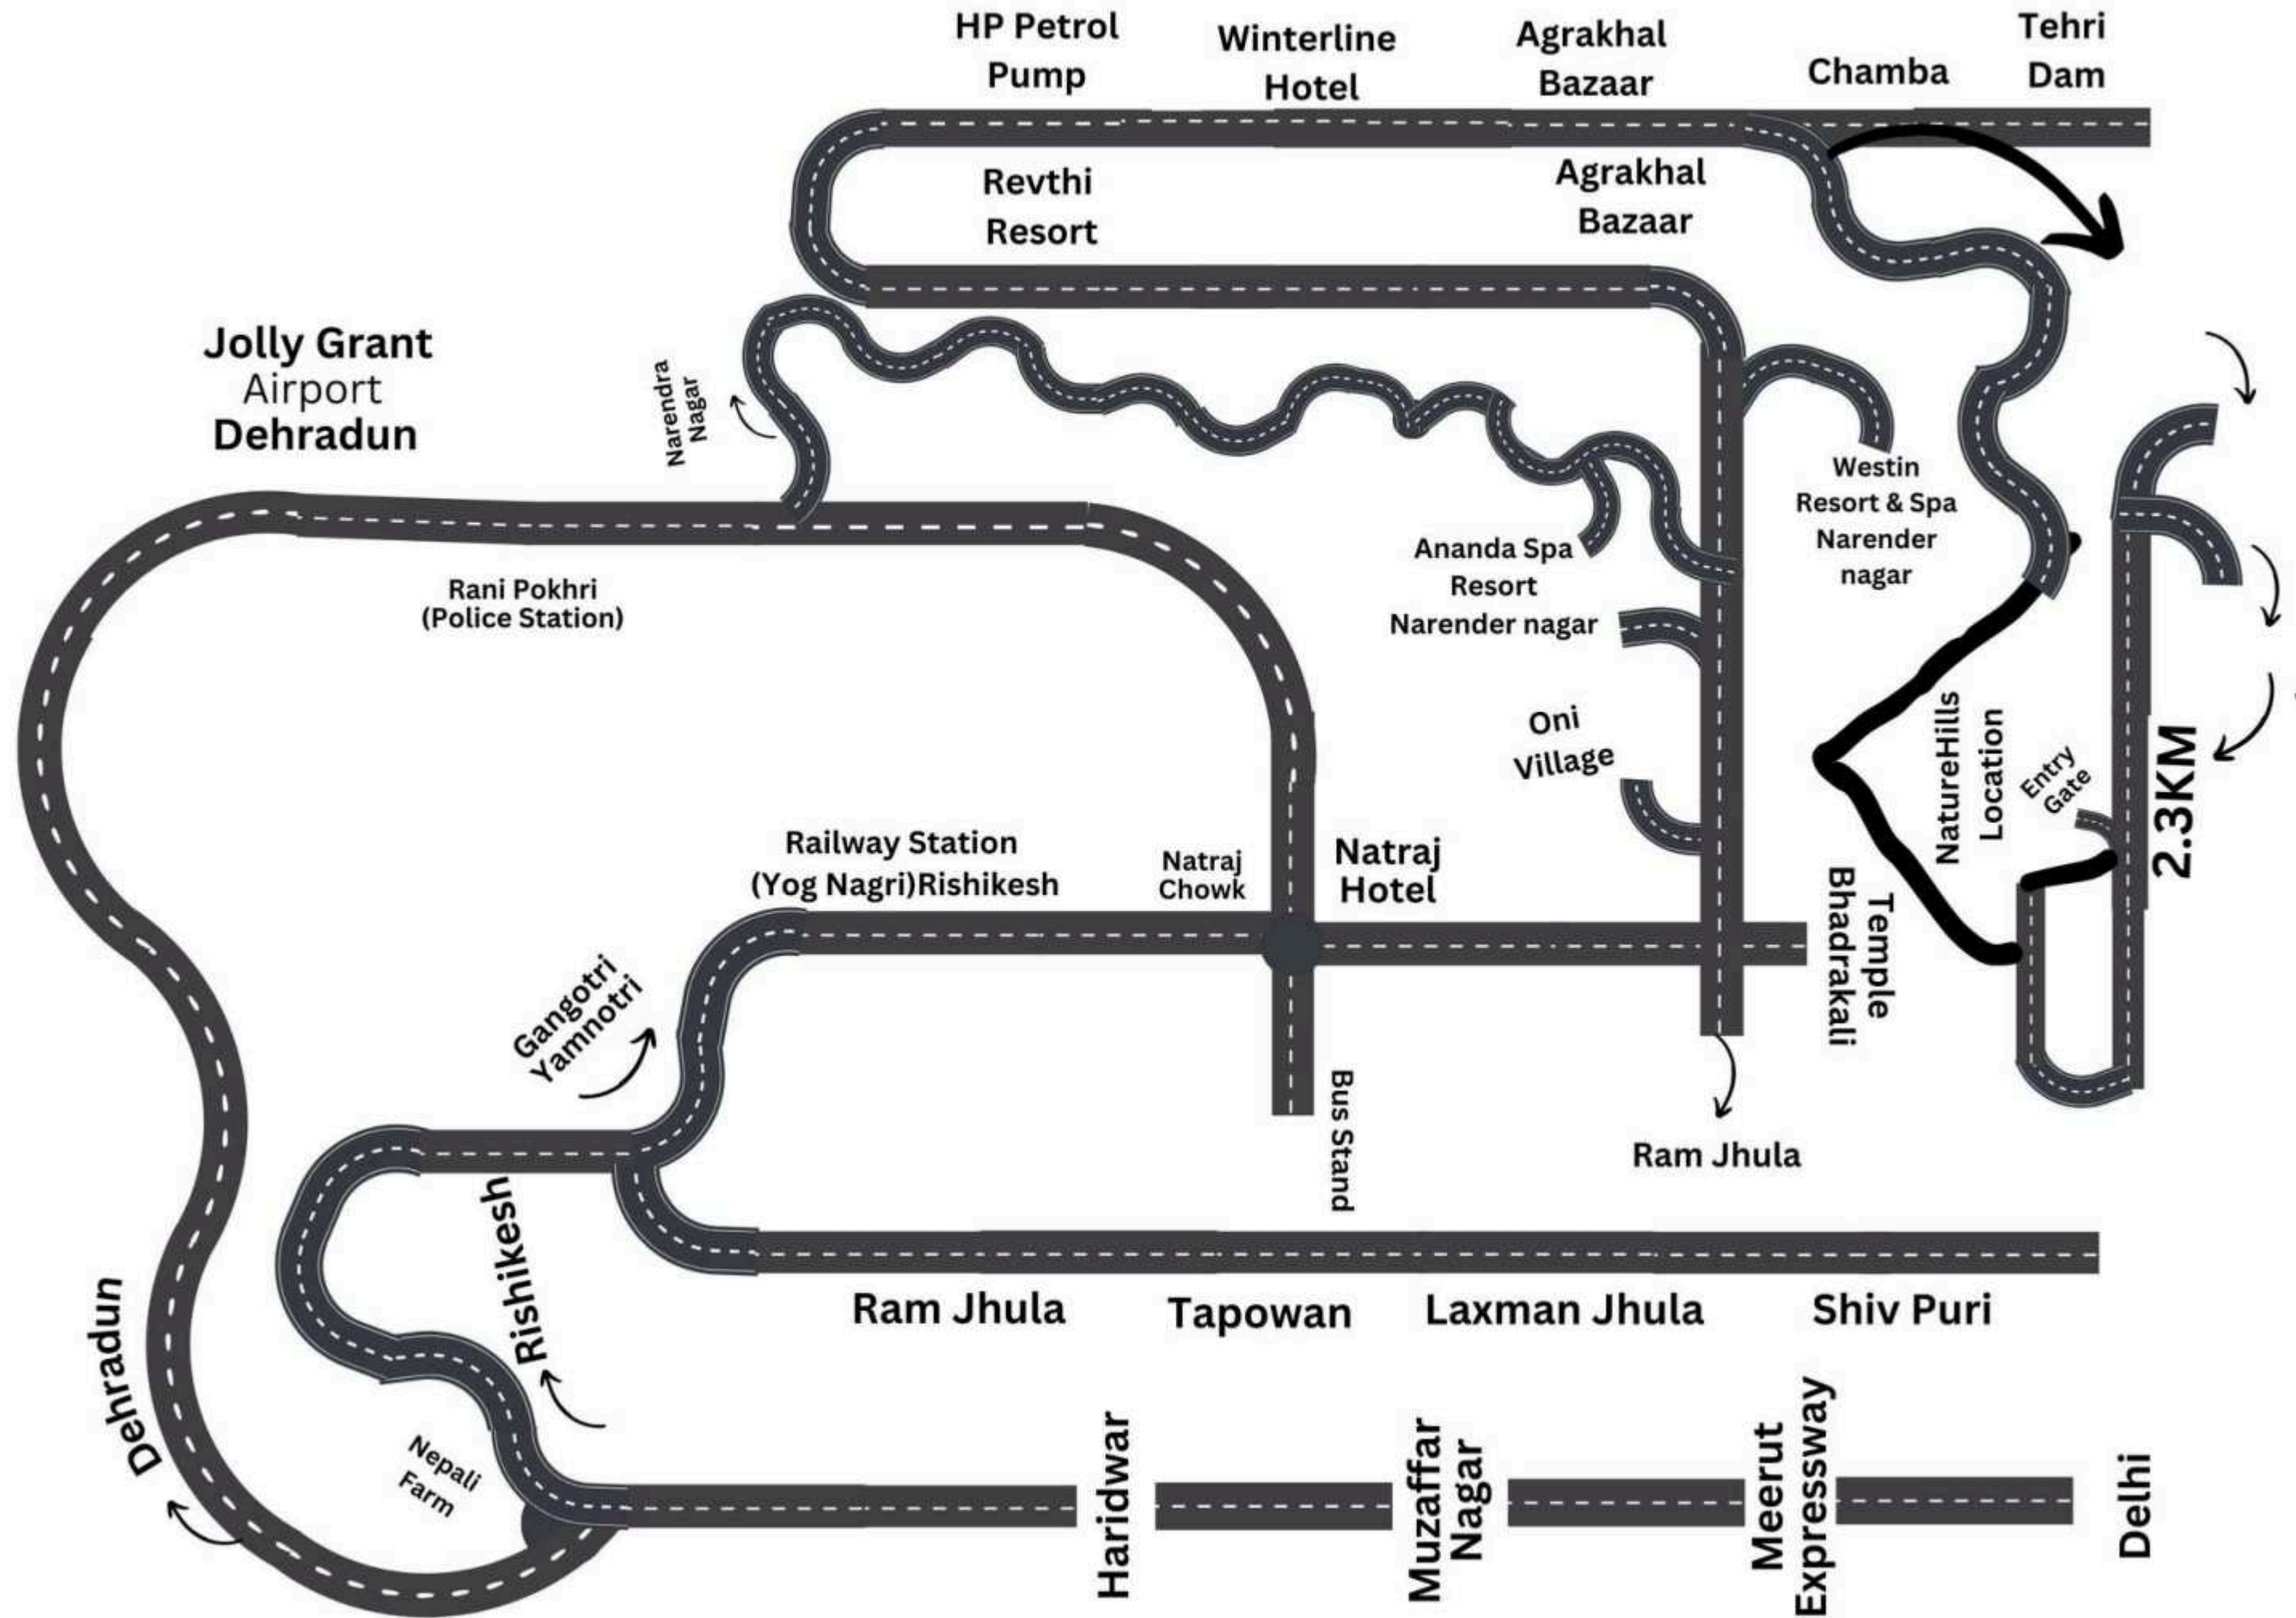 HP Petrol
Pump
Winterline
Hotel
Agrakhal
Bazaar
Chamba
Tehri
Dam
Revthi
Resort
Agrakhal
Bazaar
Jolly Grant
Airport
Dehradun
Narendra
Nagar
Westin
Resort & Spa
Narender
nagar
Ananda Spa
Resort
Narender nagar
Rani Pokhri
(Police Station)
Oni
Village
NatureHills
Location
Entry
Gate
2.3KM
Railway Station
(Yog Nagri)Rishikesh
Natraj
Chowk
Natraj
Hotel
Temple
Bhadrakali
Gangotri
Yamnotri
Bus Stand
Ram Jhula
Rishikesh
Ram Jhula
Tapowan
Laxman Jhula
Shiv Puri
Dehradun
Nepali
Farm
Haridwar
Muzaffar
Nagar
Meerut
Expressway
Delhi